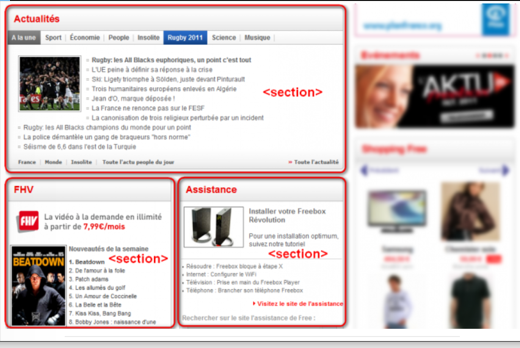 Actualités
A la une Sport Économie People Insolite Rugby 2011 Science Musique
Rugby: les All Blacks euphoriques, un point c'est tout
L'UE peine à définir sa réponse à la crise
Ski: Ligety triomphe à Sölden, juste devant Pinturault
Trois humanitaires européens enlevés en Algérie
Jean d'O, marque déposée !
La France ne renonce pas sur le FESF
La canonisation de trois religieux perturbée par un incident
Rugby: les All Blacks champions du monde pour un point
La police démantèle un gang de braqueurs "hors norme"
Séisme de 6,6 dans l'est de la Turquie
<section>
France Monde Insolite Toute l'actu people du jour
Toute l'actualité
FHV
FHV
La vidéo à la demande en illimité
à partir de 7,99€/mois
Nouveautés de la semaine
<section>
BEATDOWN
1. Beatdown
2. De l'amour à la folie
3. Patch adams
4. Les allumés du golf
5. Un Amour de Coccinelle
6. La Belle et la Bête
7. Kiss Kiss, Bang Bang
8. Bobby Jones : naissance d'une
Assistance
Installer votre Freebox
Révolution
Pour une installation optimum,
suivez notre tutoriel
<section>
Résoudre : Freebox bloquée à étape X
Internet : Configurer le WiFi
Télévision : Prise en main du Freebox Player
Téléphone : Brancher son téléphone Freebox
Visitez le site de l'assistance
Rechercher sur le site d'assistance de Free :
www.planfrance.org
Evénements
L'AKTU
Shopping Free
Samsung